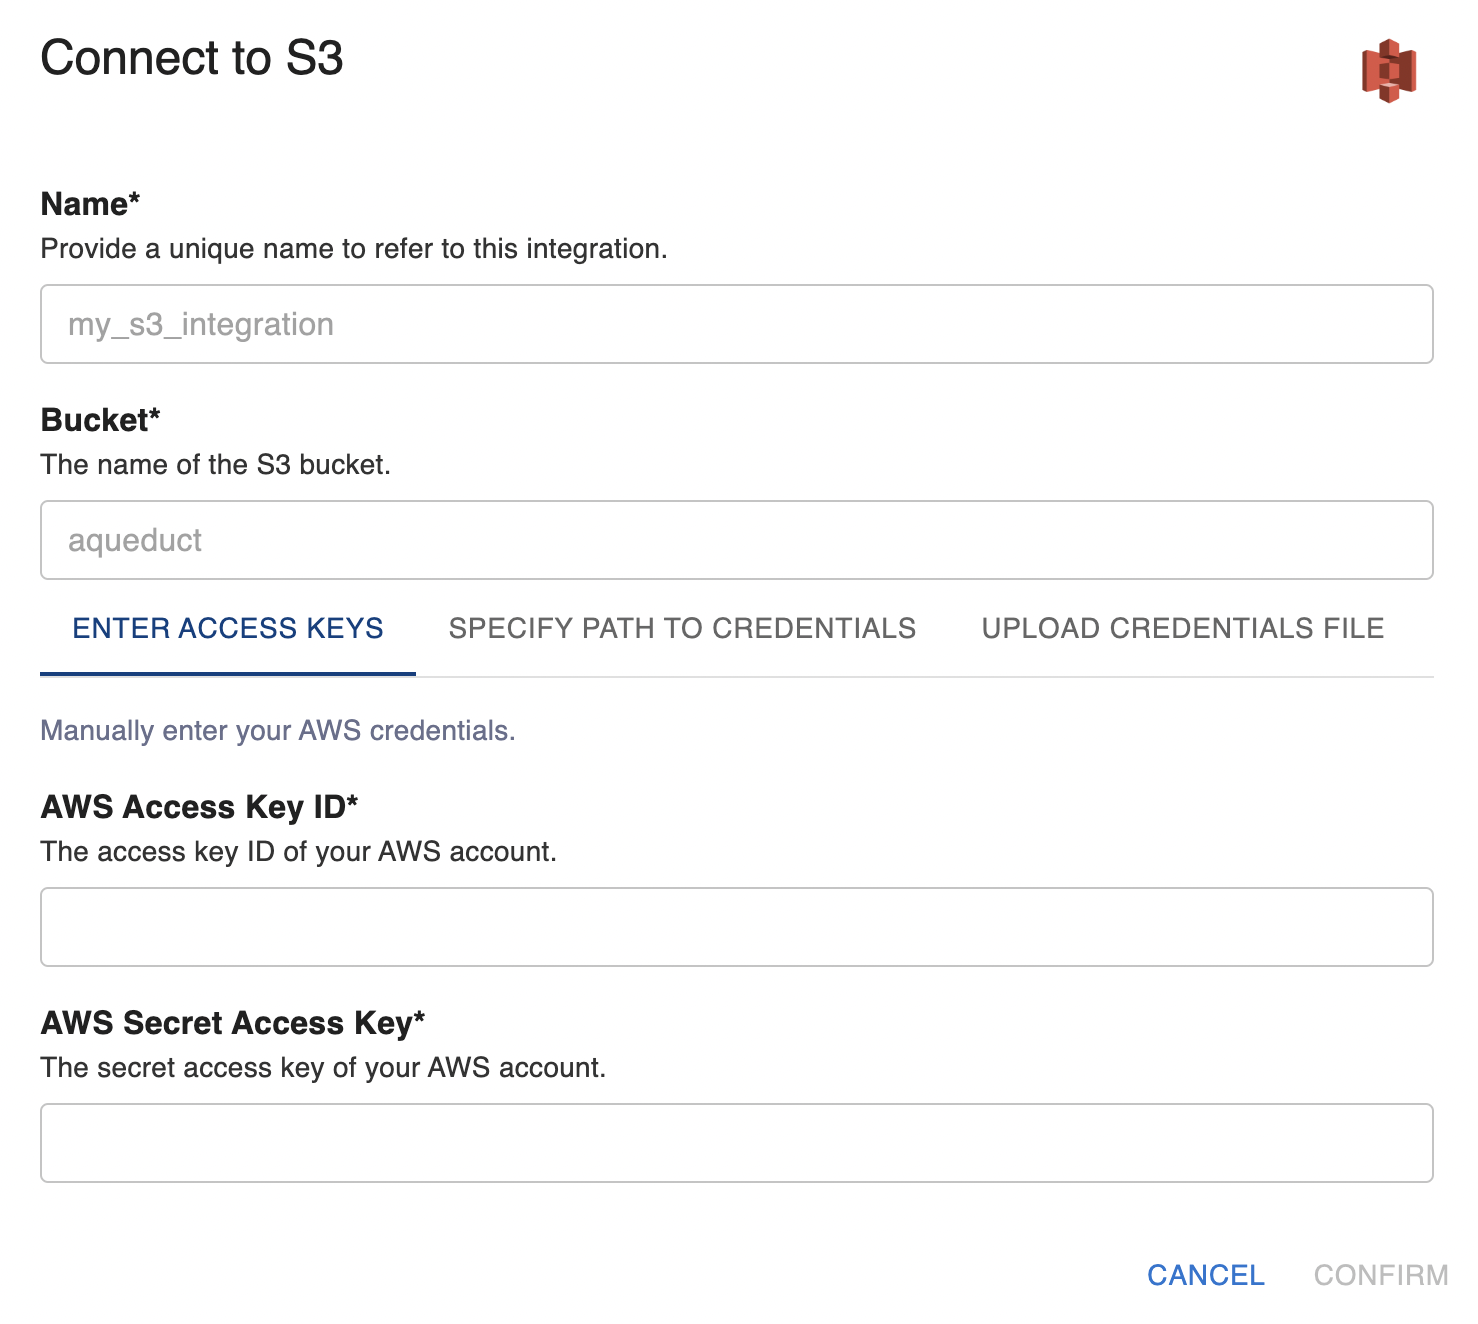 Connect to S3
Name*
Provide a unique name to refer to this integration.
my_s3_integration
Bucket*
The name of the S3 bucket.
aqueduct
ENTER ACCESS KEYS SPECIFY PATH TO CREDENTIALS UPLOAD CREDENTIALS FILE
Manually enter your AWS credentials.
AWS Access Key ID*
The access key ID of your AWS account.
AWS Secret Access Key*
The secret access key of your AWS account.
CANCEL CONFIRM